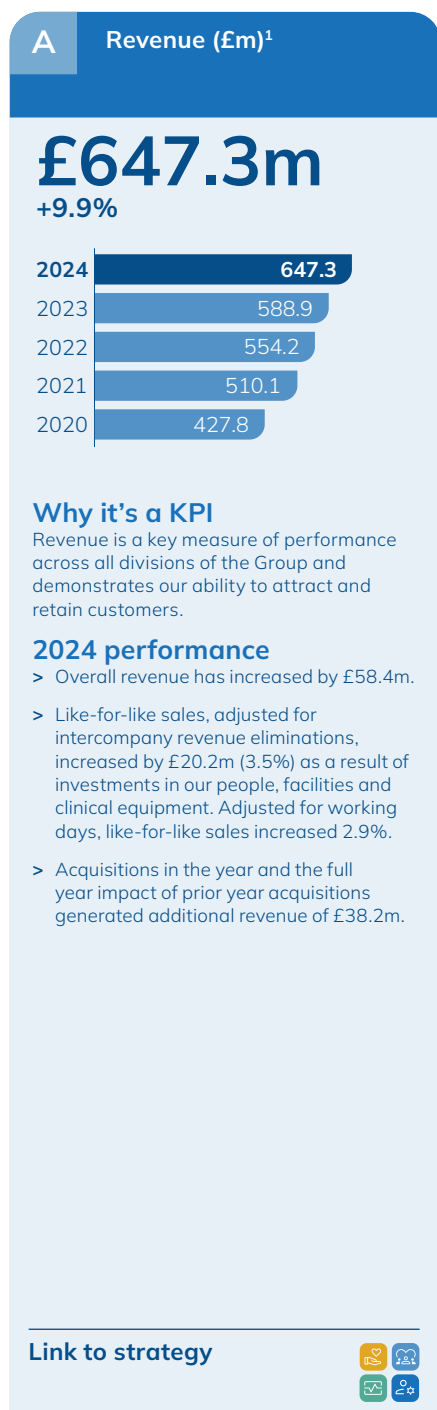 A
Revenue (£m)¹
£647.3m
+9.9%
2024 647.3
2023 588.9
2022 554.2
2021 510.1
2020 427.8
Why it’s a KPI
Revenue is a key measure of performance
across all divisions of the Group and
demonstrates our ability to attract and
retain customers.
2024 performance
> Overall revenue has increased by £58.4m.
> Like-for-like sales, adjusted for
intercompany revenue eliminations,
increased by £20.2m (3.5%) as a result of
investments in our people, facilities and
clinical equipment. Adjusted for working
days, like-for-like sales increased 2.9%.
> Acquisitions in the year and the full
year impact of prior year acquisitions
generated additional revenue of £38.2m.
Link to strategy